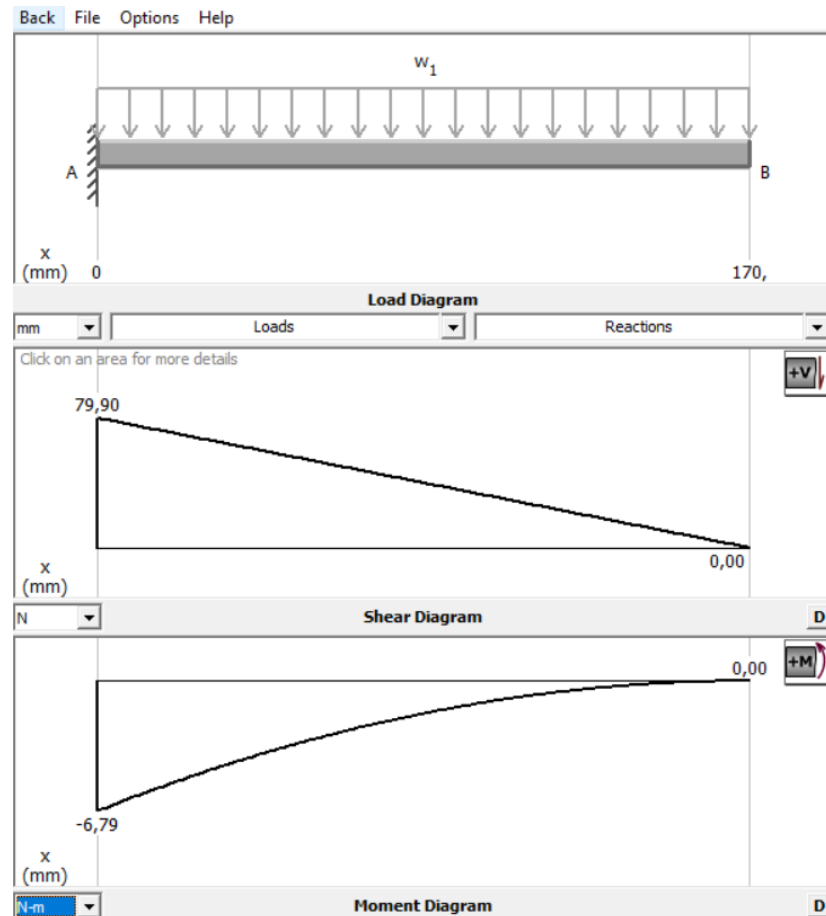 Back File Options Help
w1
A
B
x
(mm) 0 170,
Load Diagram
mm Loads Reactions
Click on an area for more details
+V
79,90
0,00
x
(mm)
N Shear Diagram D
+M
0,00
-6,79
x
(mm)
N-m Moment Diagram D